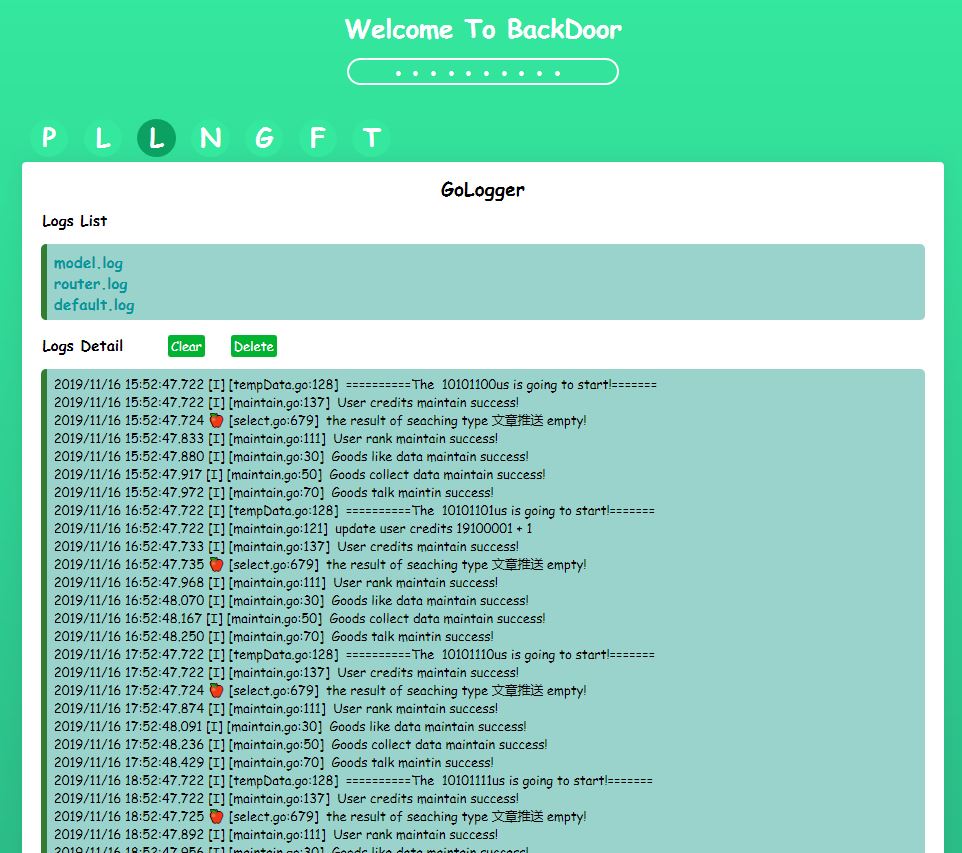 Welcome To BackDoor
• • • • • • • • • •
P L L N G F T
GoLogger
Logs List
model.log
router.log
default.log
Logs Detail Clear Delete
2019/11/16 15:52:47.722 [I] [tempData.go:128] ==========The 10101100us is going to start!=======
2019/11/16 15:52:47.722 [I] [maintain.go:137] User credits maintain success!
2019/11/16 15:52:47.724 🍎 [select.go:679] the result of seaching type 文章推送 empty!
2019/11/16 15:52:47.833 [I] [maintain.go:111] User rank maintain success!
2019/11/16 15:52:47.880 [I] [maintain.go:30] Goods like data maintain success!
2019/11/16 15:52:47.917 [I] [maintain.go:50] Goods collect data maintain success!
2019/11/16 15:52:47.972 [I] [maintain.go:70] Goods talk maintin success!
2019/11/16 16:52:47.722 [I] [tempData.go:128] ==========The 10101101us is going to start!=======
2019/11/16 16:52:47.722 [I] [maintain.go:121] update user credits 19100001 + 1
2019/11/16 16:52:47.733 [I] [maintain.go:137] User credits maintain success!
2019/11/16 16:52:47.735 🍎 [select.go:679] the result of seaching type 文章推送 empty!
2019/11/16 16:52:47.968 [I] [maintain.go:111] User rank maintain success!
2019/11/16 16:52:48.070 [I] [maintain.go:30] Goods like data maintain success!
2019/11/16 16:52:48.167 [I] [maintain.go:50] Goods collect data maintain success!
2019/11/16 16:52:48.250 [I] [maintain.go:70] Goods talk maintin success!
2019/11/16 17:52:47.722 [I] [tempData.go:128] ==========The 10101110us is going to start!=======
2019/11/16 17:52:47.722 [I] [maintain.go:137] User credits maintain success!
2019/11/16 17:52:47.724 🍎 [select.go:679] the result of seaching type 文章推送 empty!
2019/11/16 17:52:47.874 [I] [maintain.go:111] User rank maintain success!
2019/11/16 17:52:48.091 [I] [maintain.go:30] Goods like data maintain success!
2019/11/16 17:52:48.236 [I] [maintain.go:50] Goods collect data maintain success!
2019/11/16 17:52:48.429 [I] [maintain.go:70] Goods talk maintin success!
2019/11/16 18:52:47.722 [I] [tempData.go:128] ==========The 10101111us is going to start!=======
2019/11/16 18:52:47.722 [I] [maintain.go:137] User credits maintain success!
2019/11/16 18:52:47.725 🍎 [select.go:679] the result of seaching type 文章推送 empty!
2019/11/16 18:52:47.892 [I] [maintain.go:111] User rank maintain success!
2019/11/16 18:52:47.956 [I] [maintain.go:30] Goods like data maintain success!